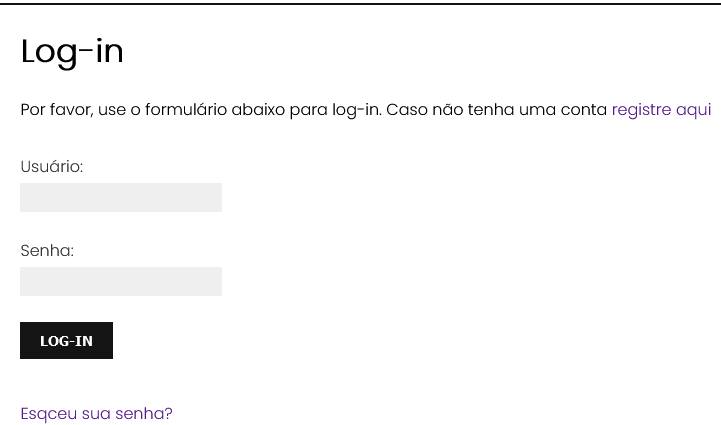 Log-in
Por favor, use o formulário abaixo para log-in. Caso não tenha uma conta registre aqui
Usuário:
Senha:
LOG-IN
Esqceu sua senha?